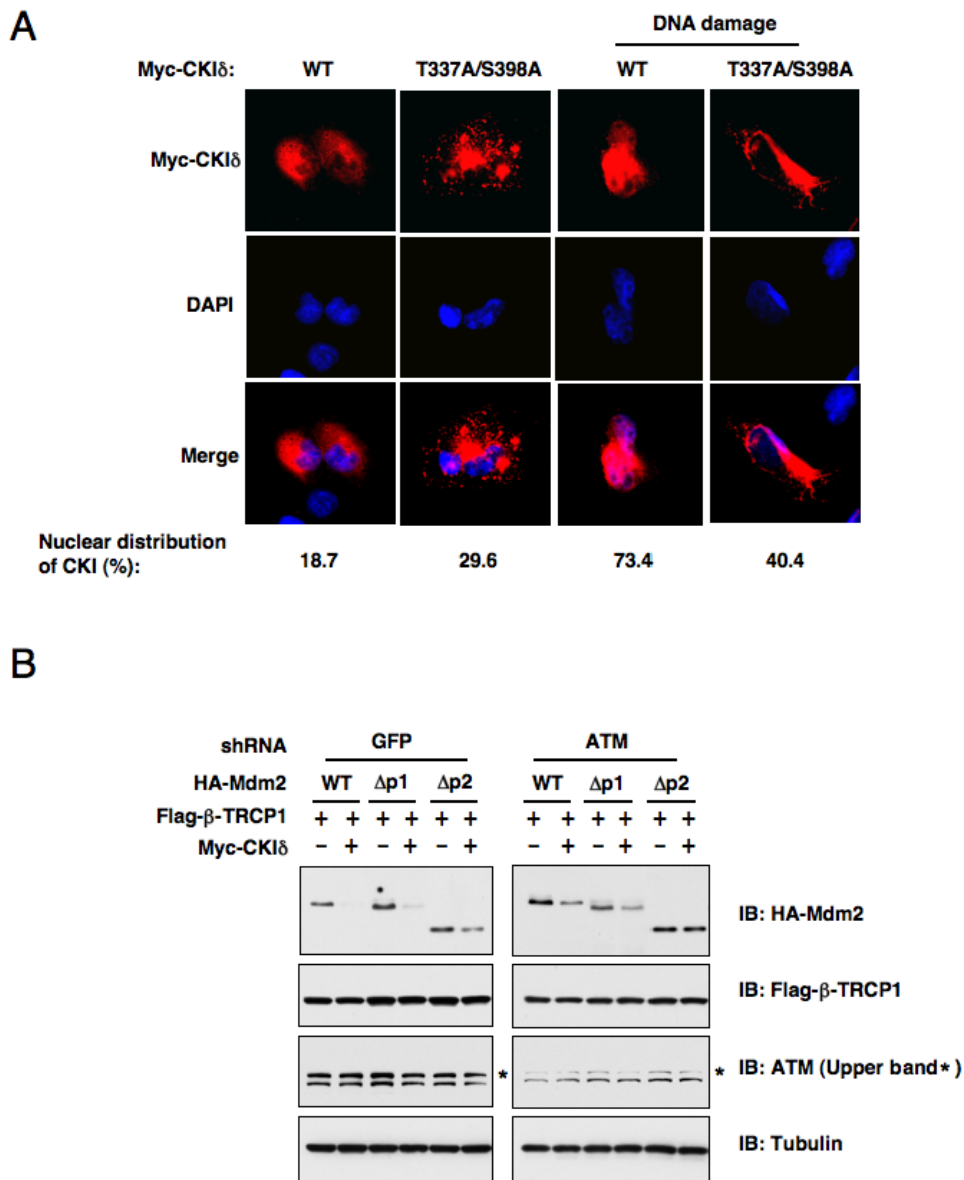 A
DNA damage
Myc-CKIδ: WT T337A/S398A WT T337A/S398A
Myc-CKIδ
DAPI
Merge
Nuclear distribution
of CKI (%): 18.7 29.6 73.4 40.4
B
shRNA GFP ATM
HA-Mdm2 WT Δp1 Δp2 WT Δp1 Δp2
Flag-β-TRCP1 + + + + + + + + + + + +
Myc-CKIδ – + – + – + – + – + – +
IB: HA-Mdm2
IB: Flag-β-TRCP1
* * IB: ATM (Upper band*)
IB: Tubulin